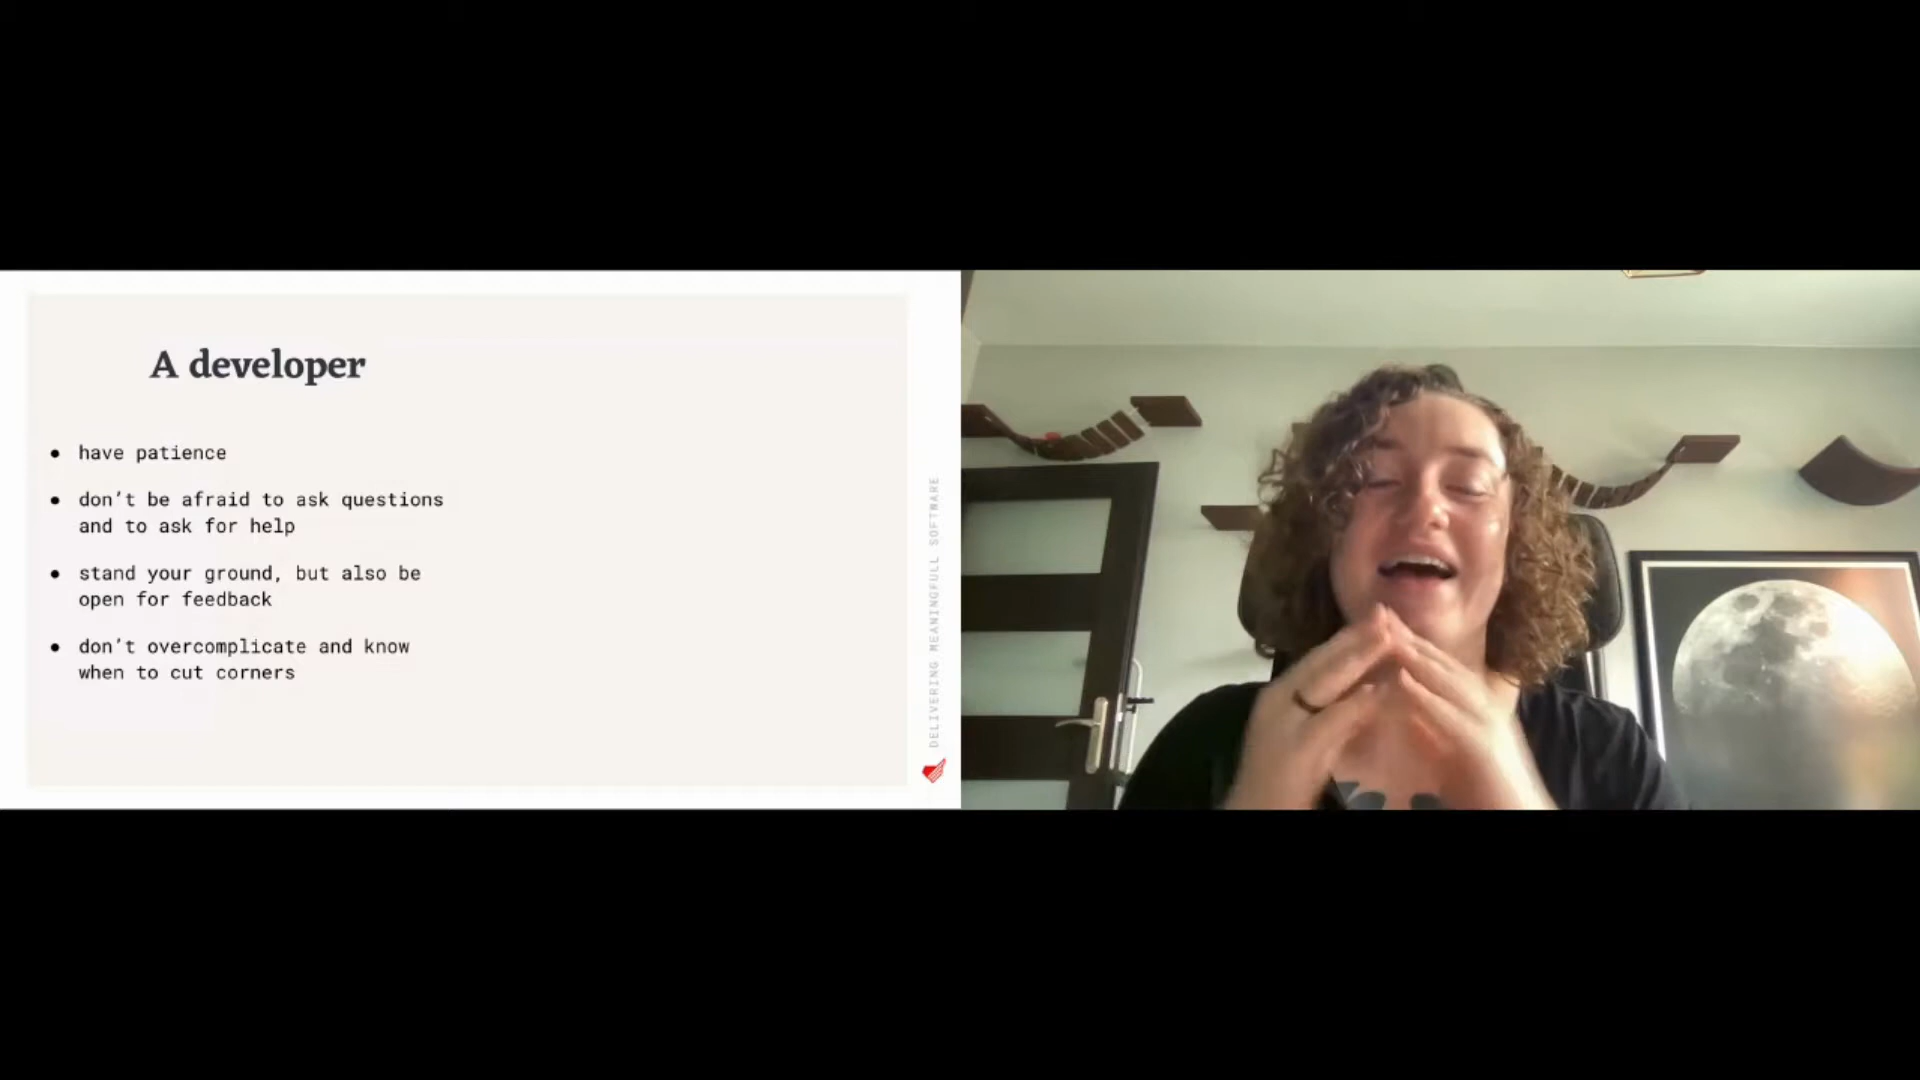 A developer
● have patience
● don't be afraid to ask questions
and to ask for help
● stand your ground, but also be
open for feedback
● don't overcomplicate and know
when to cut corners
DELIVERING MEANINGFULL SOFTWARE